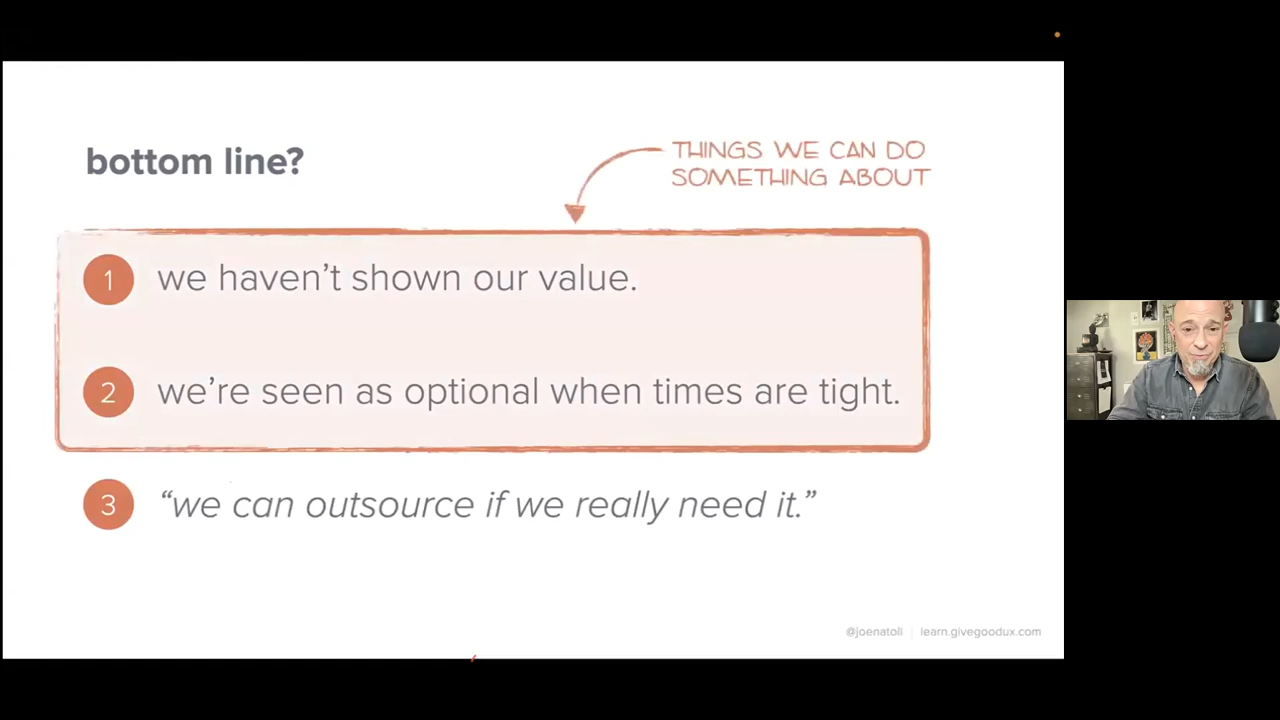 bottom line?
THINGS WE CAN DO
SOMETHING ABOUT
1 we haven’t shown our value.
2 we’re seen as optional when times are tight.
3 “we can outsource if we really need it.”
@joenatoli | learn.givegoodux.com